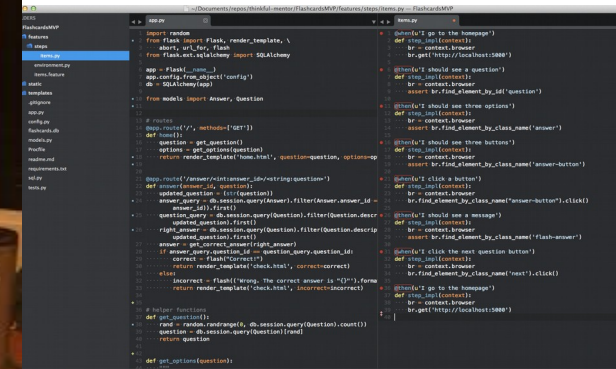 ~/Documents/repos/thinkful-mentor/FlashcardsMVP/features/steps/items.py — FlashcardsMVP
FlashcardsMVP
features
steps
items.py
environment.py
items.feature
static
templates
.gitignore
app.py
config.py
flashcards.db
models.py
Procfile
readme.md
requirements.txt
sql.py
tests.py
app.py
import random
from flask import Flask, render_template, \
abort, url_for, flash
from flask.ext.sqlalchemy import SQLAlchemy
app = Flask(__name__)
app.config.from_object('config')
db = SQLAlchemy(app)
from models import Answer, Question
# routes
@app.route('/', methods=['GET'])
def home():
question = get_question()
options = get_options(question)
return render_template('home.html', question=question, options=op
@app.route('/answer/<int:answer_id>/<string:question>')
def answer(answer_id, question):
updated_question = (str(question))
answer_query = db.session.query(Answer).filter(Answer.answer_id =
answer_id)).first()
question_query = db.session.query(Question).filter(Question.descr
updated_question).first()
right_answer = db.session.query(Question).filter(Question.descrip
updated_question).first()
answer = get_correct_answer(right_answer)
if answer_query.question_id == question_query.question_id:
correct = flash("Correct!")
return render_template('check.html', correct=correct)
else:
incorrect = flash(("Wrong. The correct answer is "{}"').forma
return render_template('check.html', incorrect=incorrect)
# helper functions
def get_question():
rand = random.randrange(0, db.session.query(Question).count())
question = db.session.query(Question)[rand]
return question
def get_options(question):
items.py
@when(u'I go to the homepage')
def step_impl(context):
br = context.browser
br.get('http://localhost:5000')
@then(u'I should see a question')
def step_impl(context):
br = context.browser
assert br.find_element_by_id('question')
@then(u'I should see three options')
def step_impl(context):
br = context.browser
assert br.find_element_by_class_name('answer')
@then(u'I should see three buttons')
def step_impl(context):
br = context.browser
assert br.find_element_by_class_name('answer-button')
@when(u'I click a button')
def step_impl(context):
br = context.browser
br.find_element_by_class_name("answer-button").click()
@then(u'I should see a message')
def step_impl(context):
br = context.browser
assert br.find_element_by_class_name('flash-answer')
@when(u'I click the next question button')
def step_impl(context):
br = context.browser
br.find_element_by_class_name('next').click()
@then(u'I go to the homepage')
def step_impl(context):
br = context.browser
br.get('http://localhost:5000')